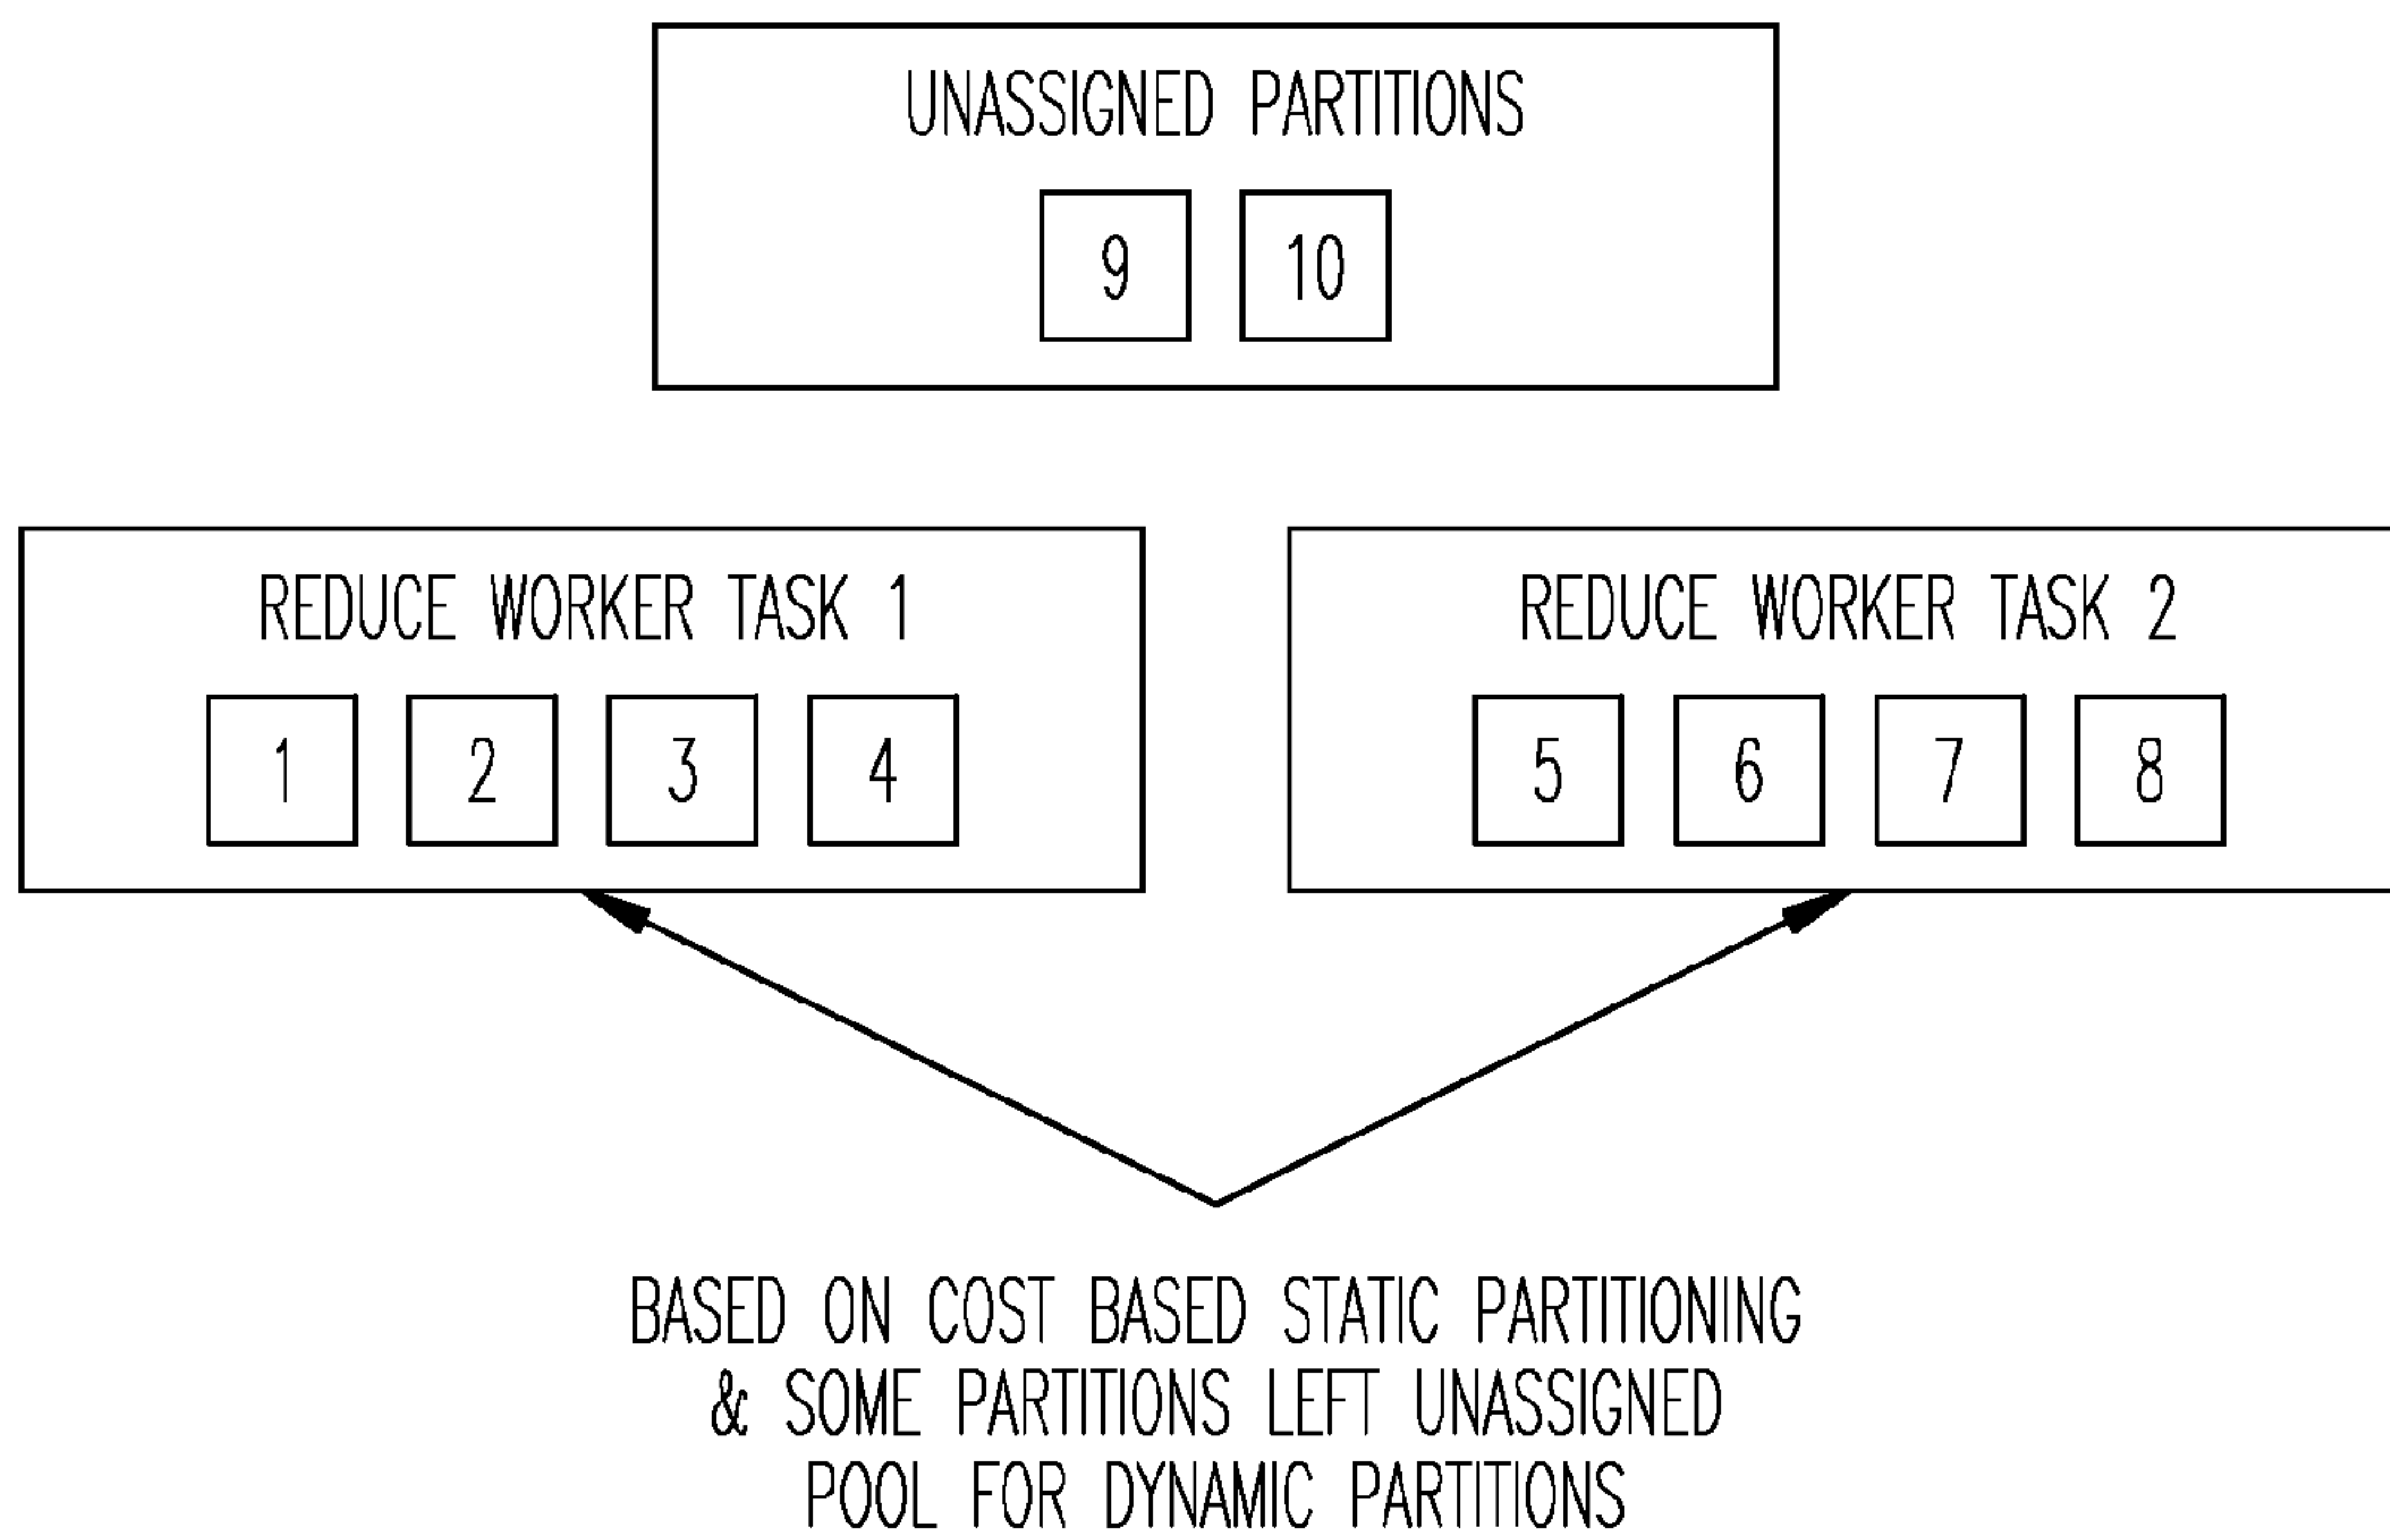 UNASSIGNED PARTITIONS
9 10
REDUCE WORKER TASK 1
1 2 3 4
REDUCE WORKER TASK 2
5 6 7 8
BASED ON COST BASED STATIC PARTITIONING
& SOME PARTITIONS LEFT UNASSIGNED
POOL FOR DYNAMIC PARTITIONS